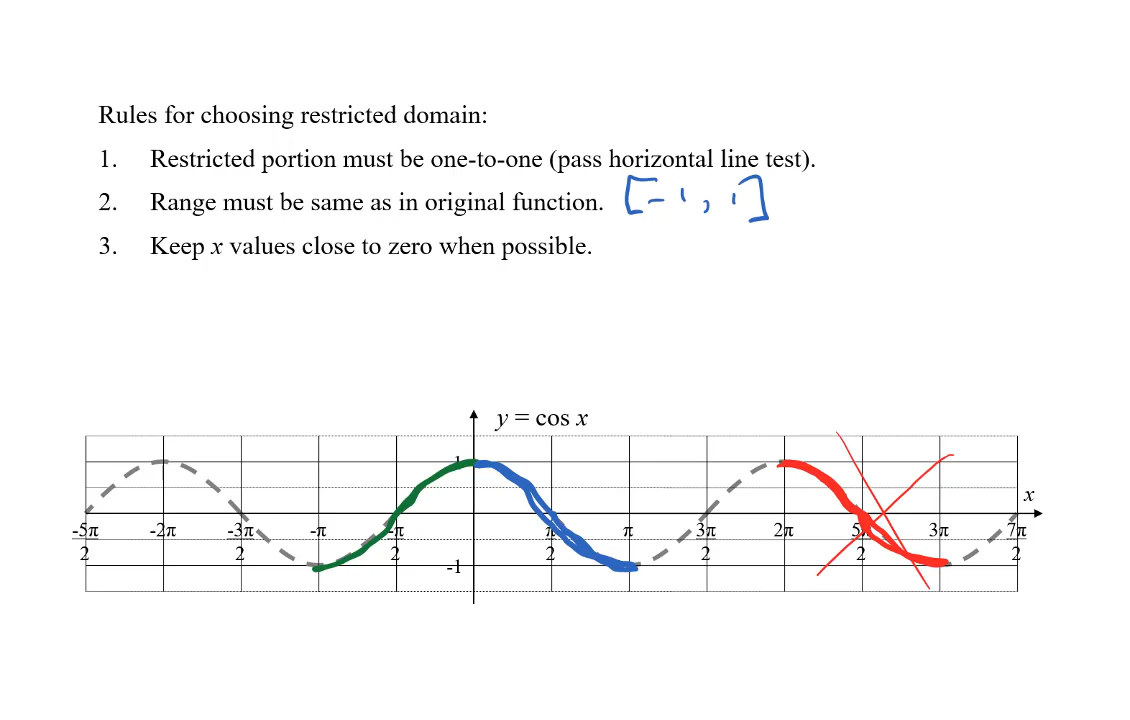 Rules for choosing restricted domain:
1. Restricted portion must be one-to-one (pass horizontal line test).
2. Range must be same as in original function. [-1, 1]
3. Keep x values close to zero when possible.
y = cos x
1
x
-5π -2π -3π -π -π π π 3π 2π 5π 3π 7π
2 2 2 2 2 2 2
-1